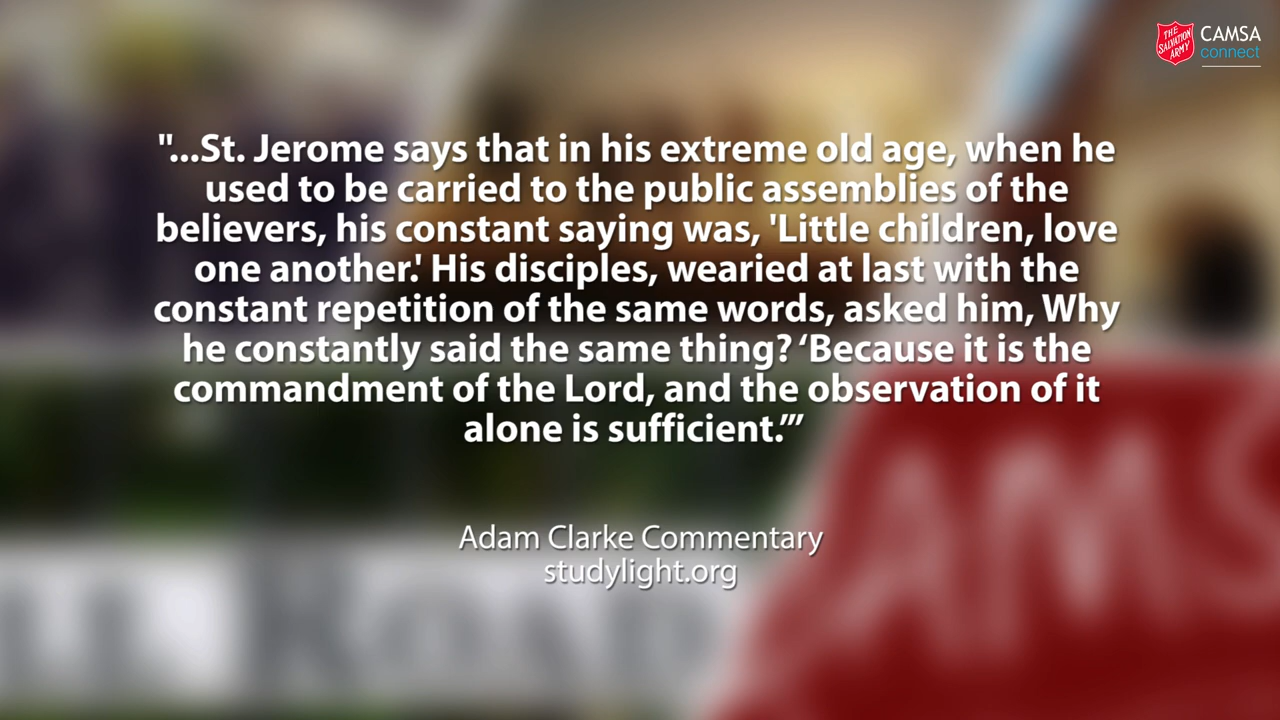 THE
SALVATION
ARMY
CAMSA
connect
"...St. Jerome says that in his extreme old age, when he
used to be carried to the public assemblies of the
believers, his constant saying was, 'Little children, love
one another.' His disciples, wearied at last with the
constant repetition of the same words, asked him, Why
he constantly said the same thing? ‘Because it is the
commandment of the Lord, and the observation of it
alone is sufficient.’”
Adam Clarke Commentary
studylight.org